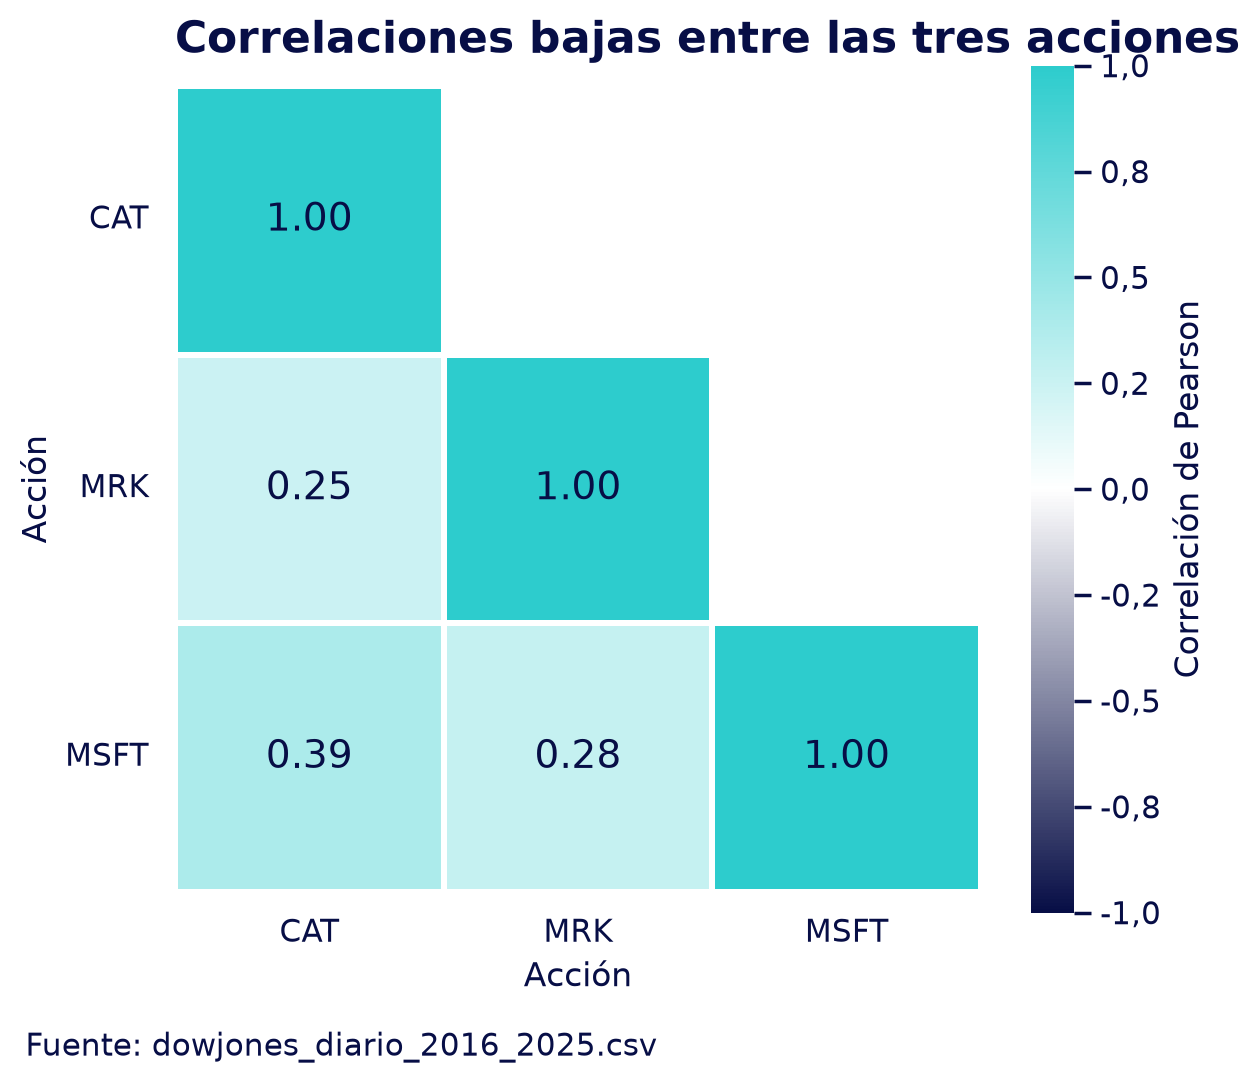 Correlaciones bajas entre las tres acciones
CAT
1.00
MRK
0.25
1.00
MSFT
0.39
0.28
1.00
CAT
MRK
MSFT
Acción
Acción
1,0
0,8
0,5
0,2
0,0
-0,2
-0,5
-0,8
-1,0
Correlación de Pearson
Fuente: dowjones_diario_2016_2025.csv